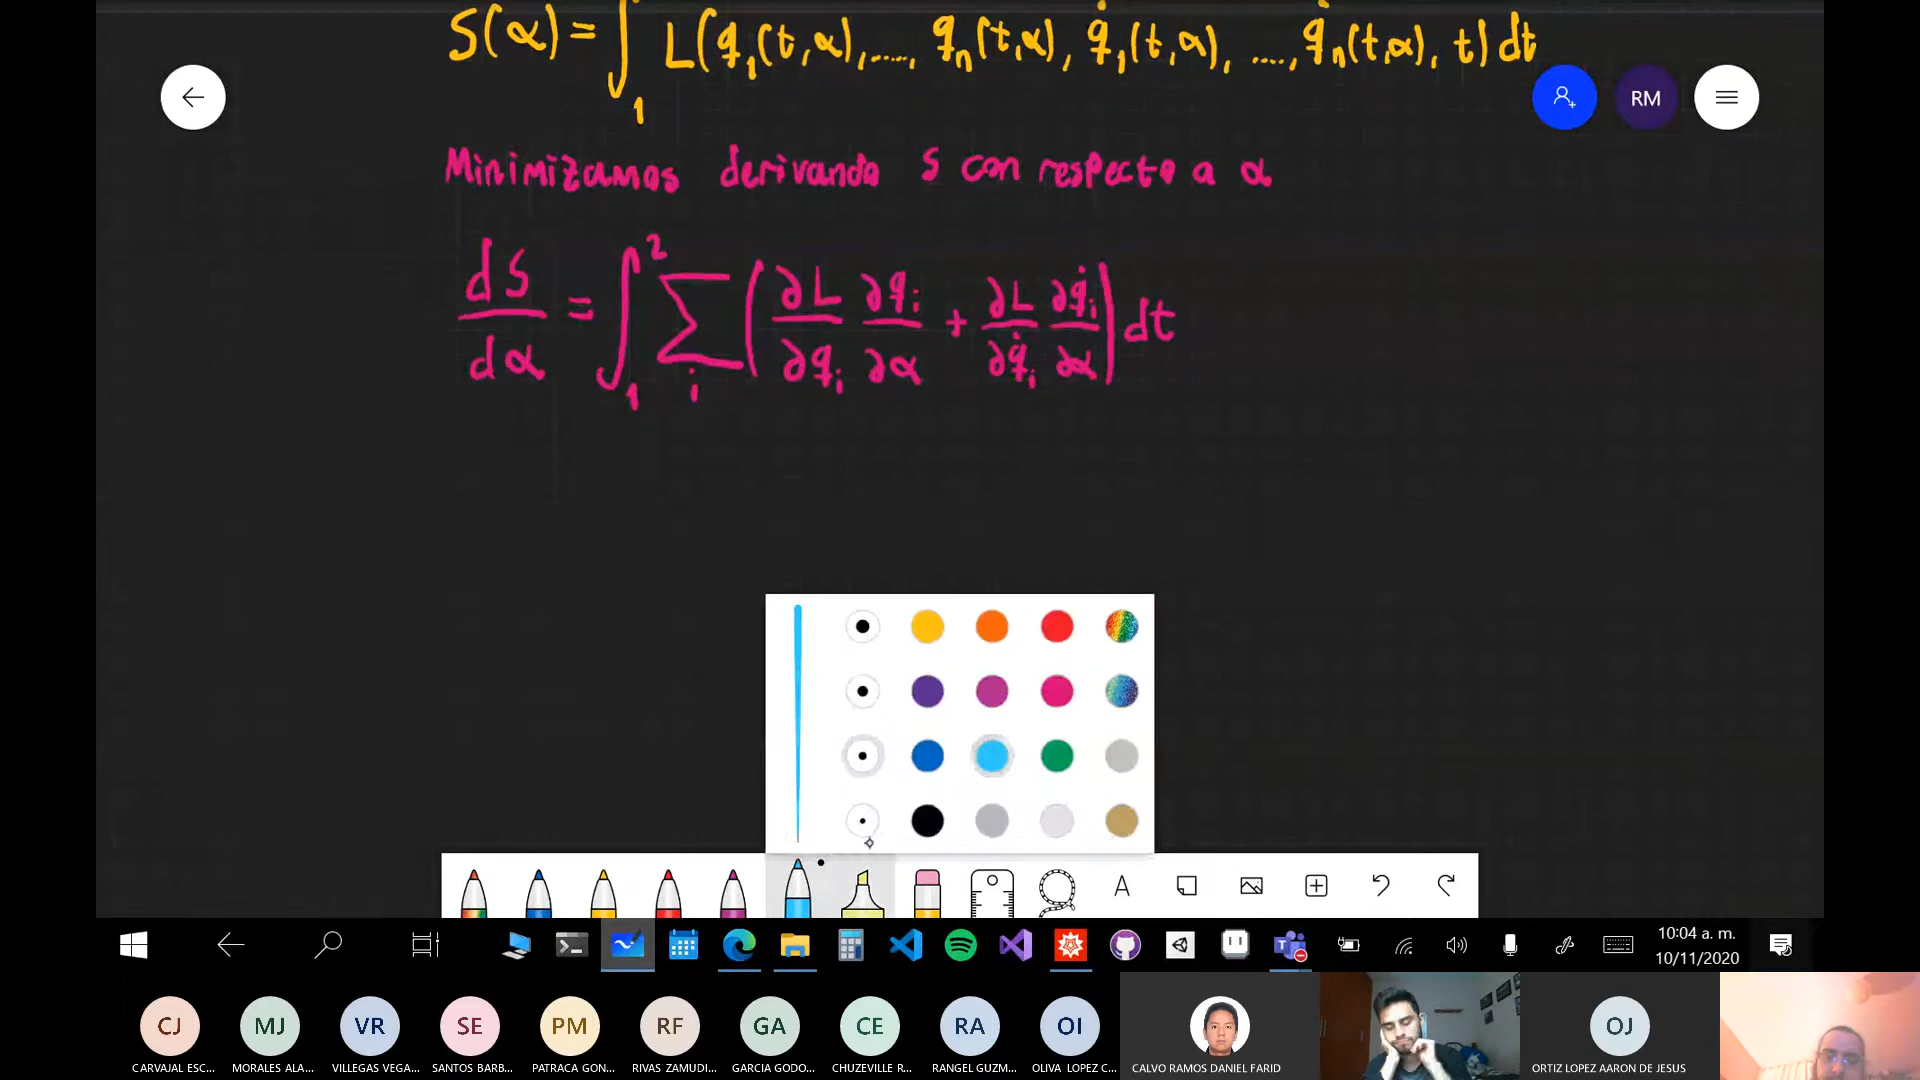 S(α) = ∫₁ L(q₁(t,α),....., qₙ(t,α), q̇₁(t,α), ...., q̇ₙ(t,α), t) dt
RM
Minimizamos derivando S con respecto a α
dS/dα = ∫₁² Σᵢ (∂L/∂qᵢ ∂qᵢ/∂α + ∂L/∂q̇ᵢ ∂q̇ᵢ/∂α) dt
A
10:04 a. m.
10/11/2020
CJ MJ VR SE PM RF GA CE RA OI OJ
CARVAJAL ESC... MORALES ALA... VILLEGAS VEGA... SANTOS BARB... PATRACA GON... RIVAS ZAMUDI... GARCIA GODO... CHUZEVILLE R... RANGEL GUZM... OLIVA LOPEZ C... CALVO RAMOS DANIEL FARID ORTIZ LOPEZ AARON DE JESUS